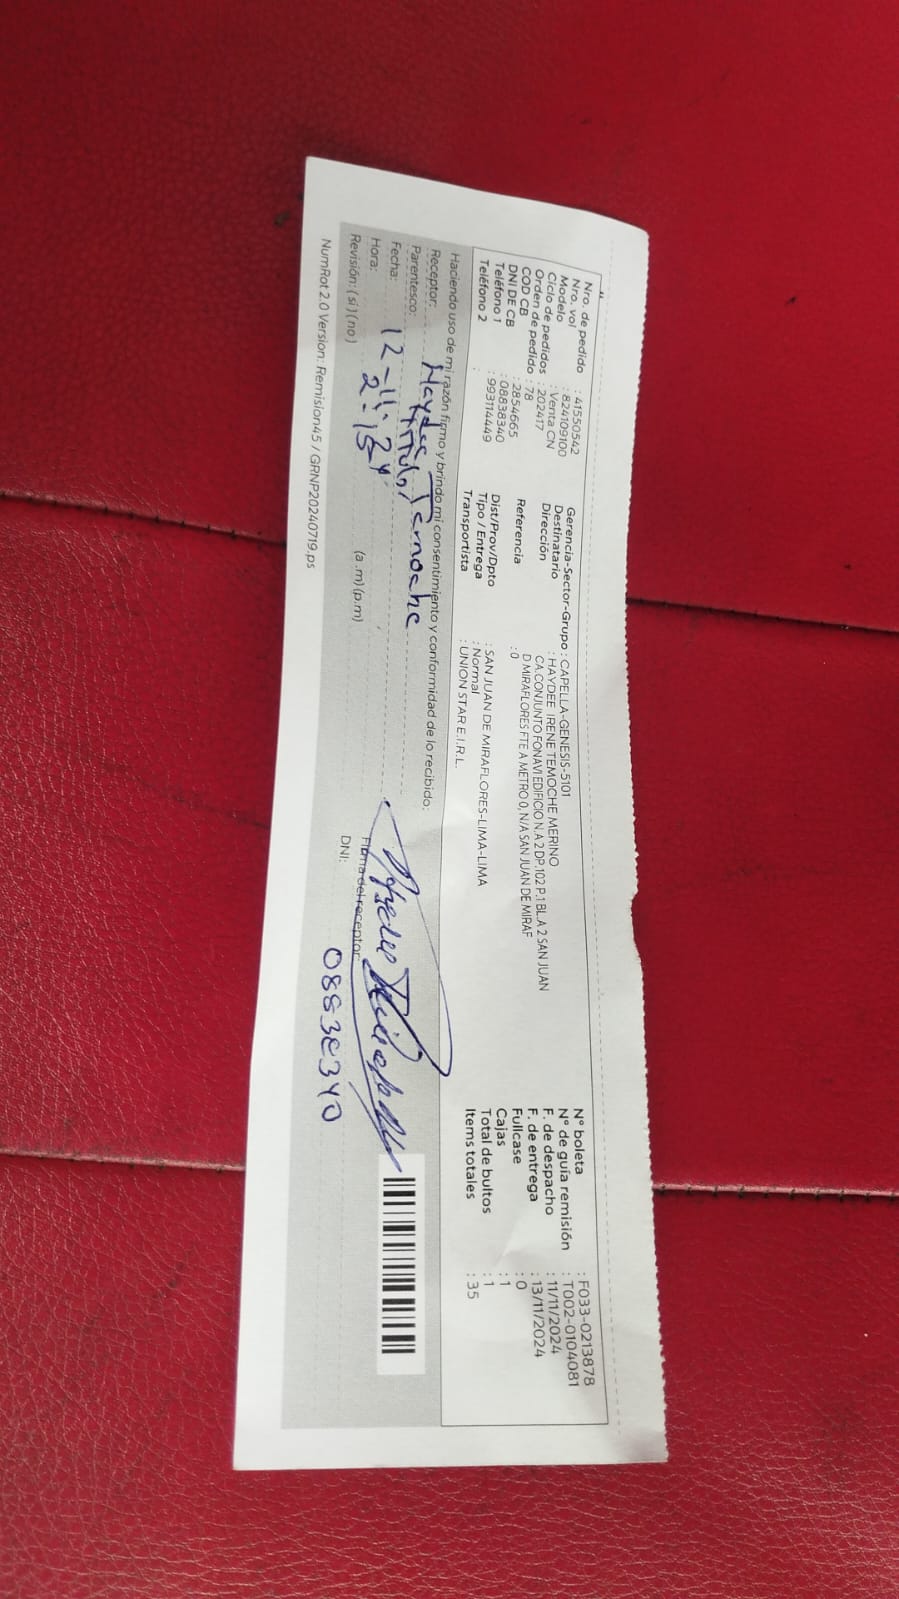 Nro. de pedido : 41550542
Nro. vol : 824109100
Modelo : Venta CN
Ciclo de pedidos : 202417
Orden de pedido : 78
COD CB : 2854665
DNI DE CB : 08838340
Teléfono 1 : 993114449
Teléfono 2 :
Gerencia-Sector-Grupo : CAPELLA-GENESIS-5101
Destinatario : HAYDEE IRENE TEMOCHE MERINO
Dirección CA.CONJUNTO FONAVI EDIFICIO N.A 2 DP.102 P.1 BL.A 2 SAN JUAN
D MIRAFLORES FTE A METRO 0, N/A SAN JUAN DE MIRAF
Referencia : 0
Dist/Prov/Dpto : SAN JUAN DE MIRAFLORES-LIMA-LIMA
Tipo / Entrega : Normal
Transportista : UNION STAR E.I.R.L.
N° boleta : F033-0213878
N° de guía remisión : T002-0104081
F. de despacho : 11/11/2024
F. de entrega : 13/11/2024
Fullcase : 0
Cajas : 1
Total de bultos : 1
Items totales : 35
Haciendo uso de mi razón firmo y brindo mi consentimiento y conformidad de lo recibido:
Receptor: Haydee Temoche
Parentesco: titular
Fecha: 12-11-24
Hora: 2:15 (a.m)(p.m)
Revisión: ( si ) ( no )
Firma del receptor:
DNI: 08838340
NumRot 2.0 Version: Remision45 / GRNP20240719.ps